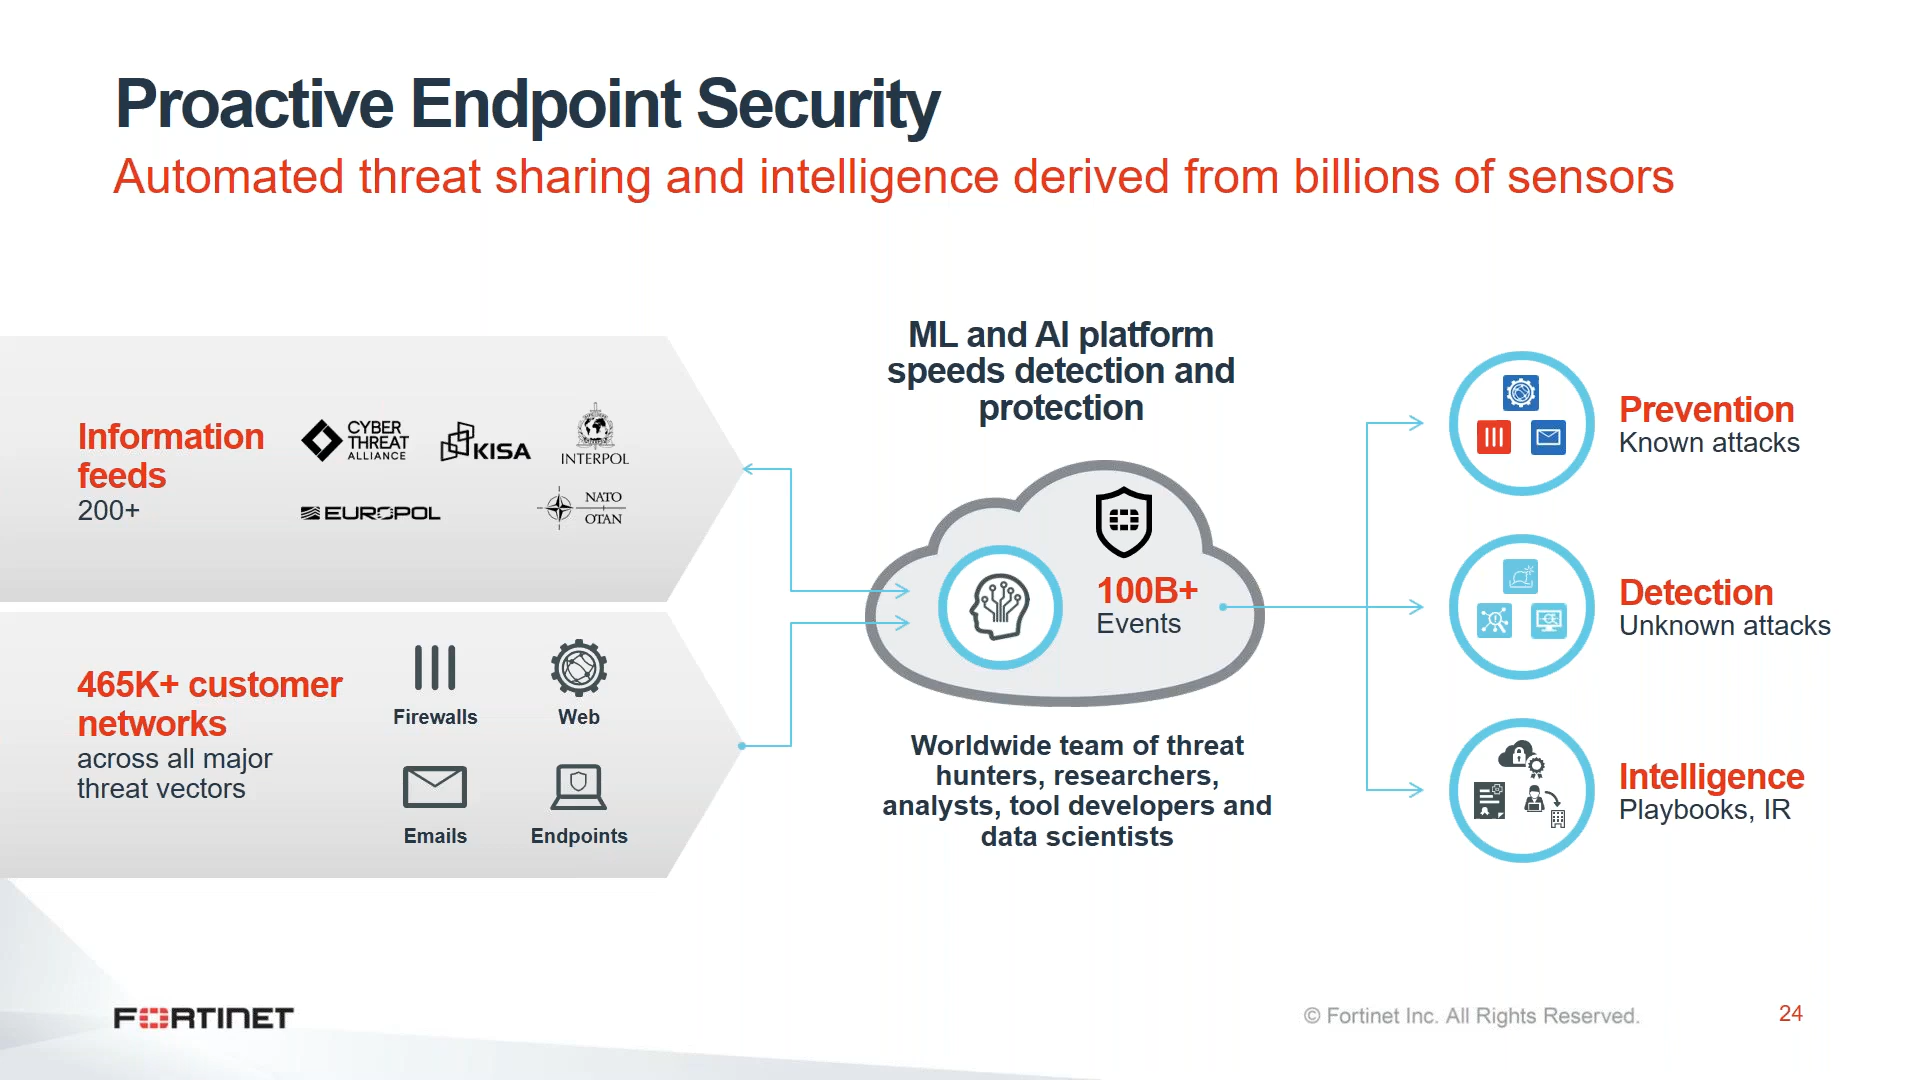 Proactive Endpoint Security
Automated threat sharing and intelligence derived from billions of sensors
Information
feeds
200+
CYBER
THREAT
ALLIANCE
KISA
INTERPOL
EUROPOL
NATO
OTAN
465K+ customer
networks
across all major
threat vectors
Firewalls
Web
Emails
Endpoints
ML and AI platform
speeds detection and
protection
100B+
Events
Worldwide team of threat
hunters, researchers,
analysts, tool developers and
data scientists
Prevention
Known attacks
Detection
Unknown attacks
Intelligence
Playbooks, IR
FORTINET
© Fortinet Inc. All Rights Reserved.
24